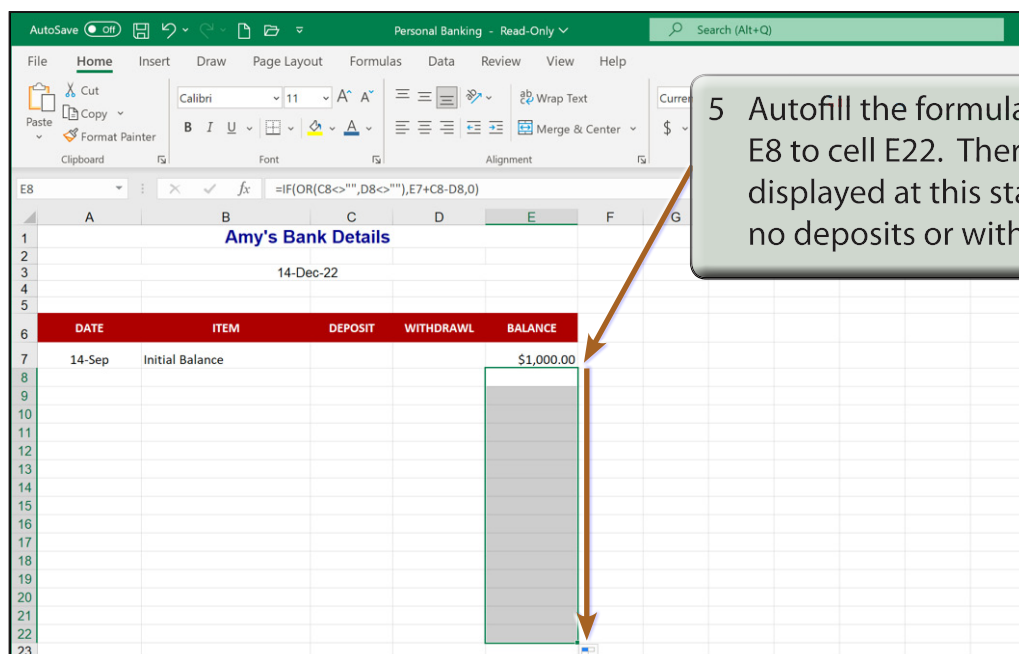 AutoSave Off Personal Banking - Read-Only Search (Alt+Q)
File Home Insert Draw Page Layout Formulas Data Review View Help
Paste
Cut
Copy
Format Painter
Clipboard
Calibri 11 A^ A˅
B I U A
Font
ab Wrap Text
Merge & Center
Alignment
$
5 Autofill the formula
E8 to cell E22. 
displayed at this
no deposits or
E8 fx =IF(OR(C8<>"",D8<>""),E7+C8-D8,0)
A B C D E F G
1 Amy's Bank Details
2
3 14-Dec-22
4
5
6 DATE ITEM DEPOSIT WITHDRAWL BALANCE
7 14-Sep Initial Balance $1,000.00
8
9
10
11
12
13
14
15
16
17
18
19
20
21
22
23